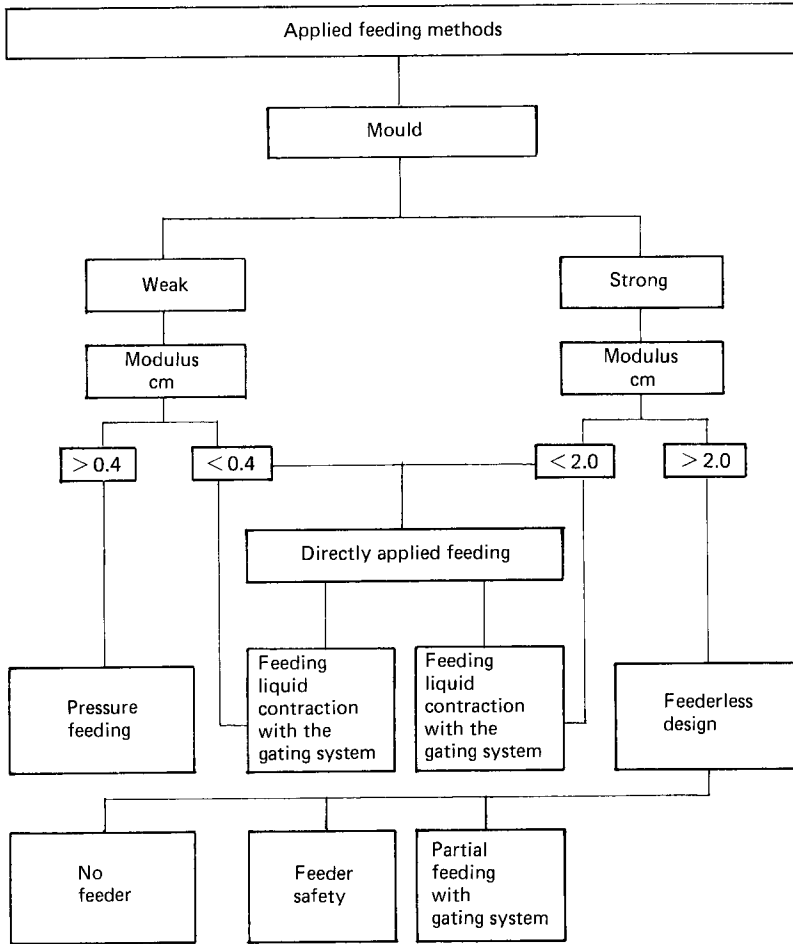 Applied feeding methods
Mould
Weak
Strong
Modulus
cm
Modulus
cm
> 0.4
< 0.4
< 2.0
> 2.0
Directly applied feeding
Pressure
feeding
Feeding
liquid
contraction
with the
gating system
Feeding
liquid
contraction
with the
gating system
Feederless
design
No
feeder
Feeder
safety
Partial
feeding
with
gating system